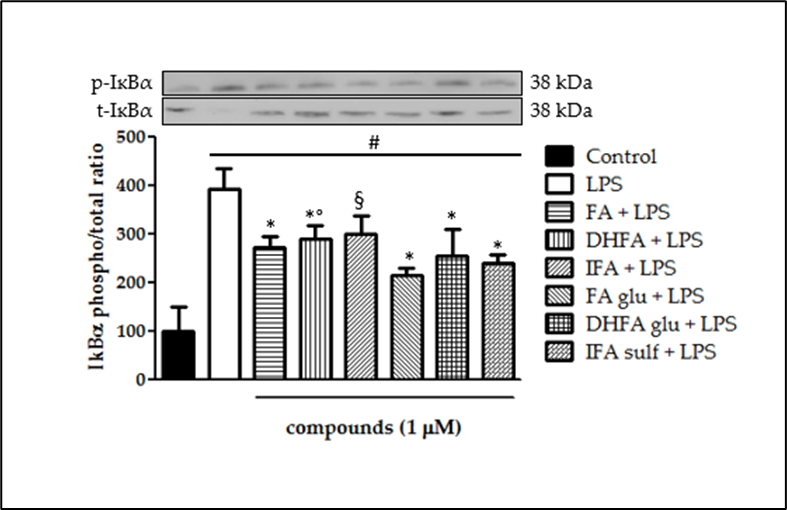 p-IκBα 38 kDa
t-IκBα 38 kDa
IkBα phospho/total ratio
500
400
300
200
100
0
#
*
*°
§
*
*
*
compounds (1 µM)
Control
LPS
FA + LPS
DHFA + LPS
IFA + LPS
FA glu + LPS
DHFA glu + LPS
IFA sulf + LPS